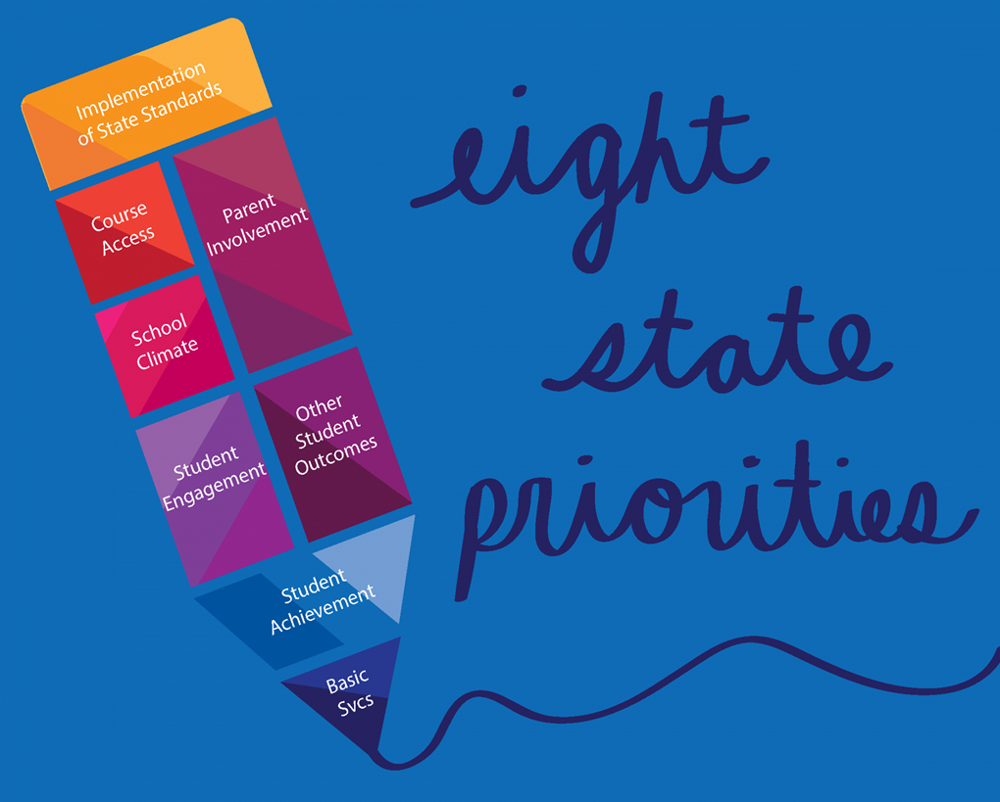 Implementation
of State Standards
Course
Access
Parent
Involvement
School
Climate
Other
Student
Outcomes
Student
Engagement
Student
Achievement
Basic
Svcs
eight
state
priorities